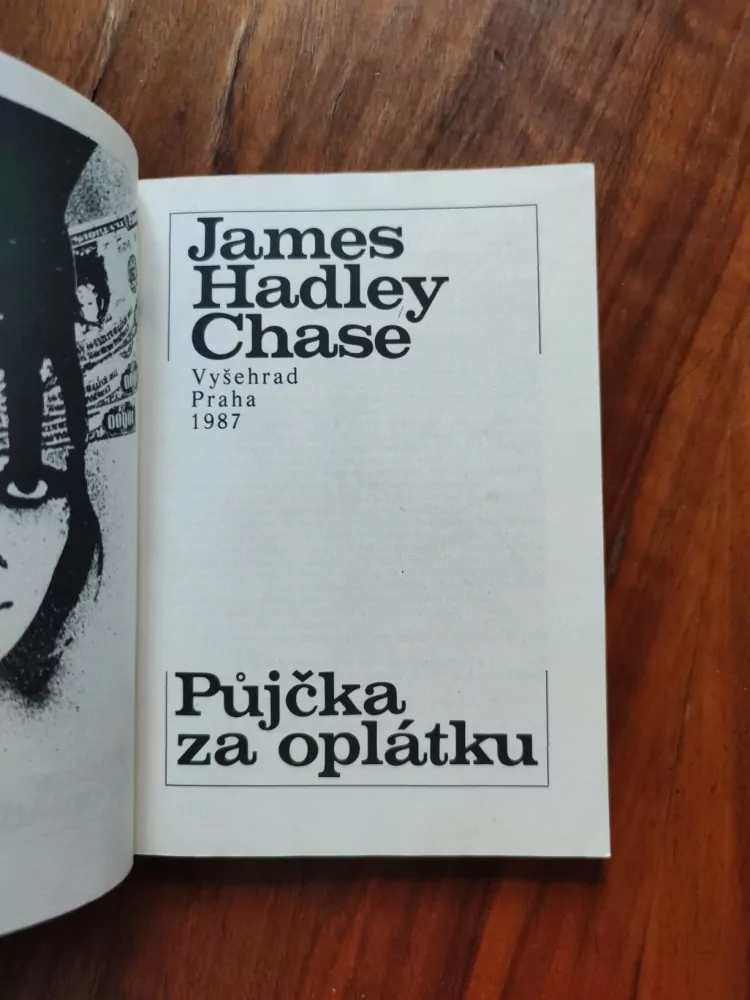 James
Hadley
Chase
Vyšehrad
Praha
1987
Půjčka
za oplátku